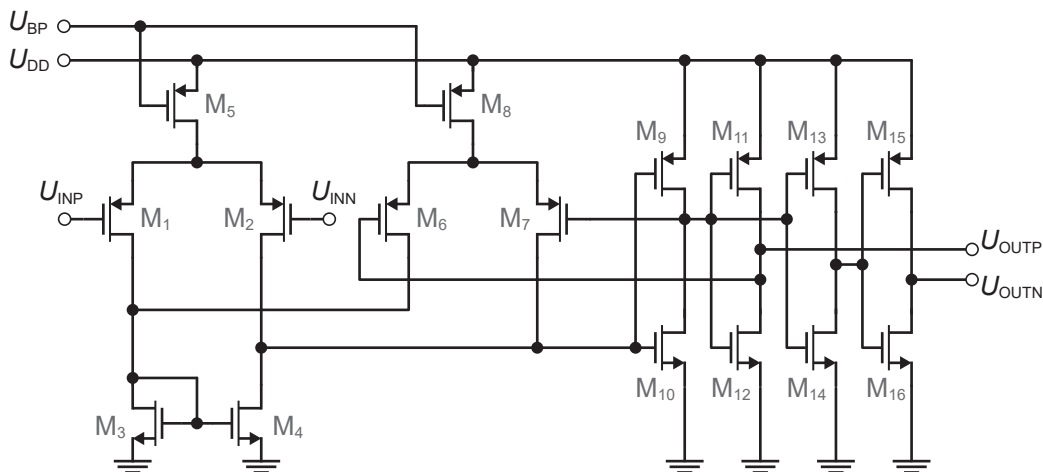 U_BP
U_DD
M_5
M_8
M_9
M_11
M_13
M_15
U_INP
M_1
M_2
U_INN
M_6
M_7
U_OUTP
U_OUTN
M_3
M_4
M_10
M_12
M_14
M_16